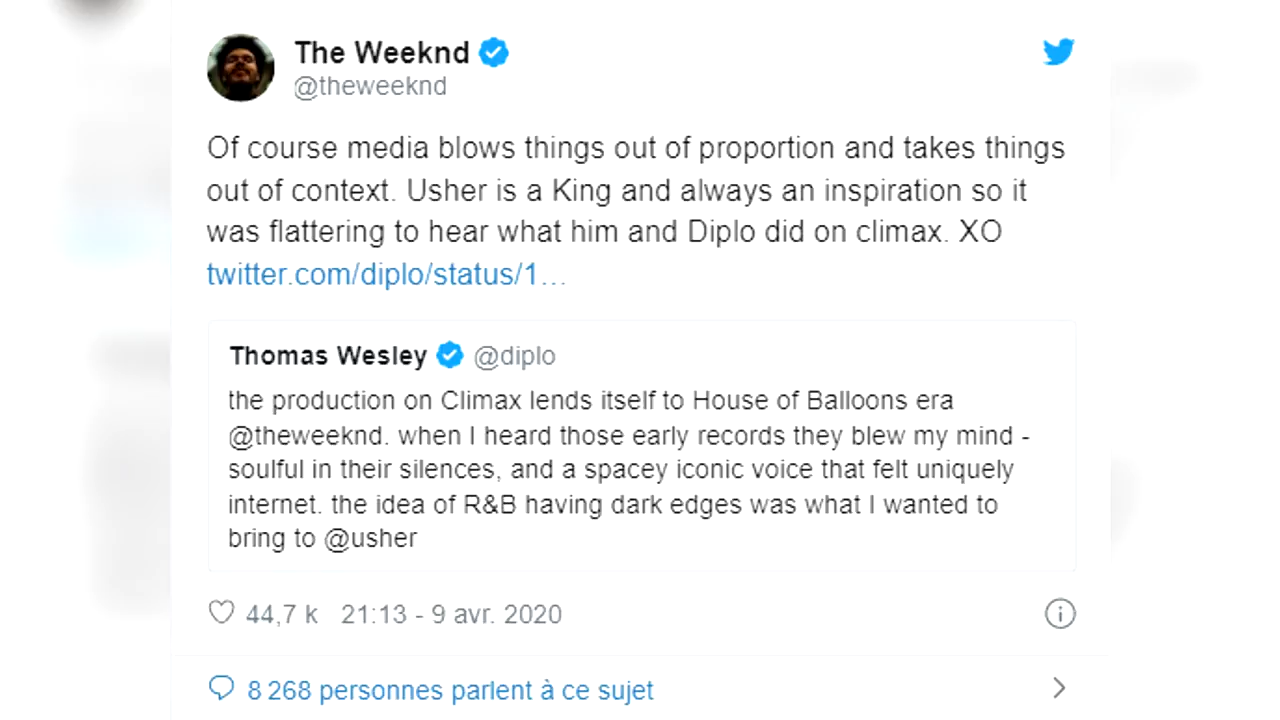 The Weeknd
@theweeknd
Of course media blows things out of proportion and takes things
out of context. Usher is a King and always an inspiration so it
was flattering to hear what him and Diplo did on climax. XO
twitter.com/diplo/status/1…
Thomas Wesley @diplo
the production on Climax lends itself to House of Balloons era
@theweeknd. when I heard those early records they blew my mind -
soulful in their silences, and a spacey iconic voice that felt uniquely
internet. the idea of R&B having dark edges was what I wanted to
bring to @usher
44,7 k 21:13 - 9 avr. 2020
8 268 personnes parlent à ce sujet